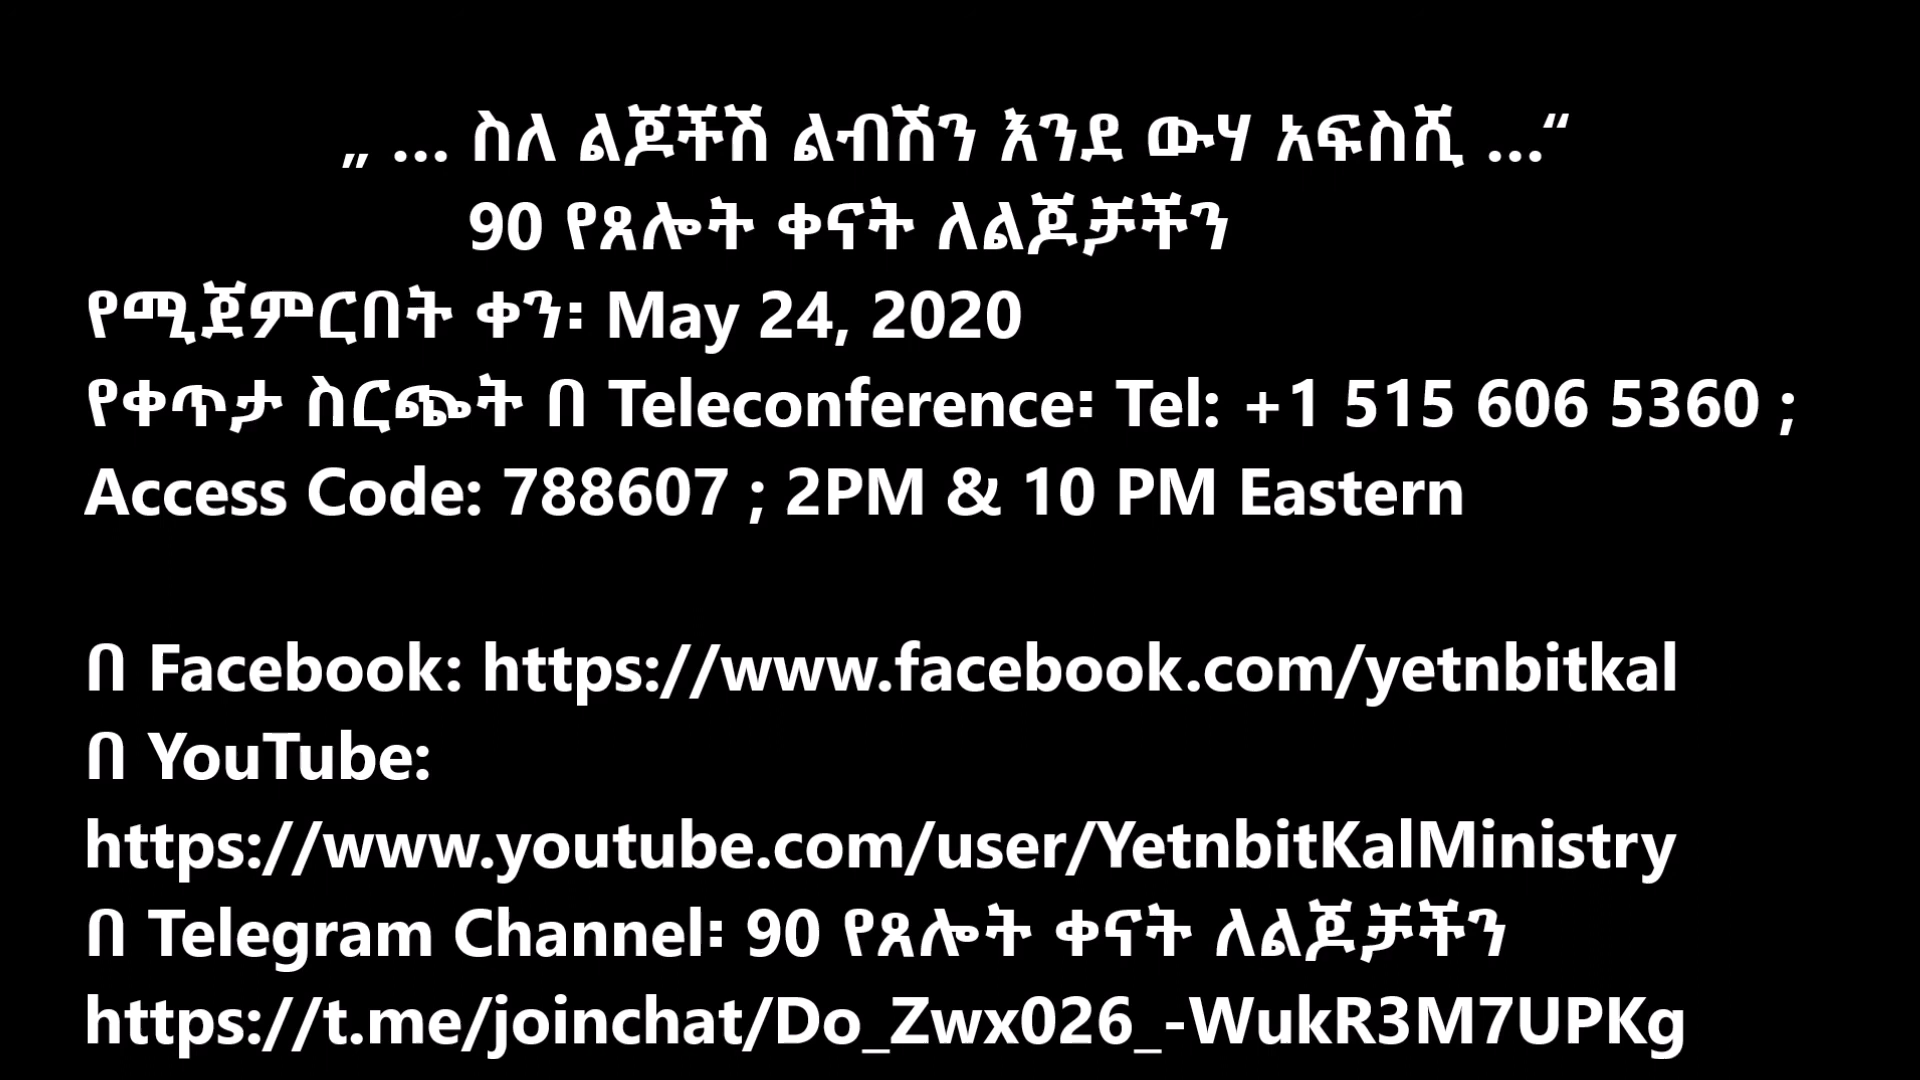 „ … ስለ ልጆችሽ ልብሽን እንደ ውሃ አፍስሺ …“
90 የጸሎት ቀናት ለልጆቻችን
የሚጀምርበት ቀን፡ May 24, 2020
የቀጥታ ስርጭት በ Teleconference፡ Tel: +1 515 606 5360 ;
Access Code: 788607 ; 2PM & 10 PM Eastern
በ Facebook: https://www.facebook.com/yetnbitkal
በ YouTube:
https://www.youtube.com/user/YetnbitKalMinistry
በ Telegram Channel፡ 90 የጸሎት ቀናት ለልጆቻችን
https://t.me/joinchat/Do_Zwx026_-WukR3M7UPKg